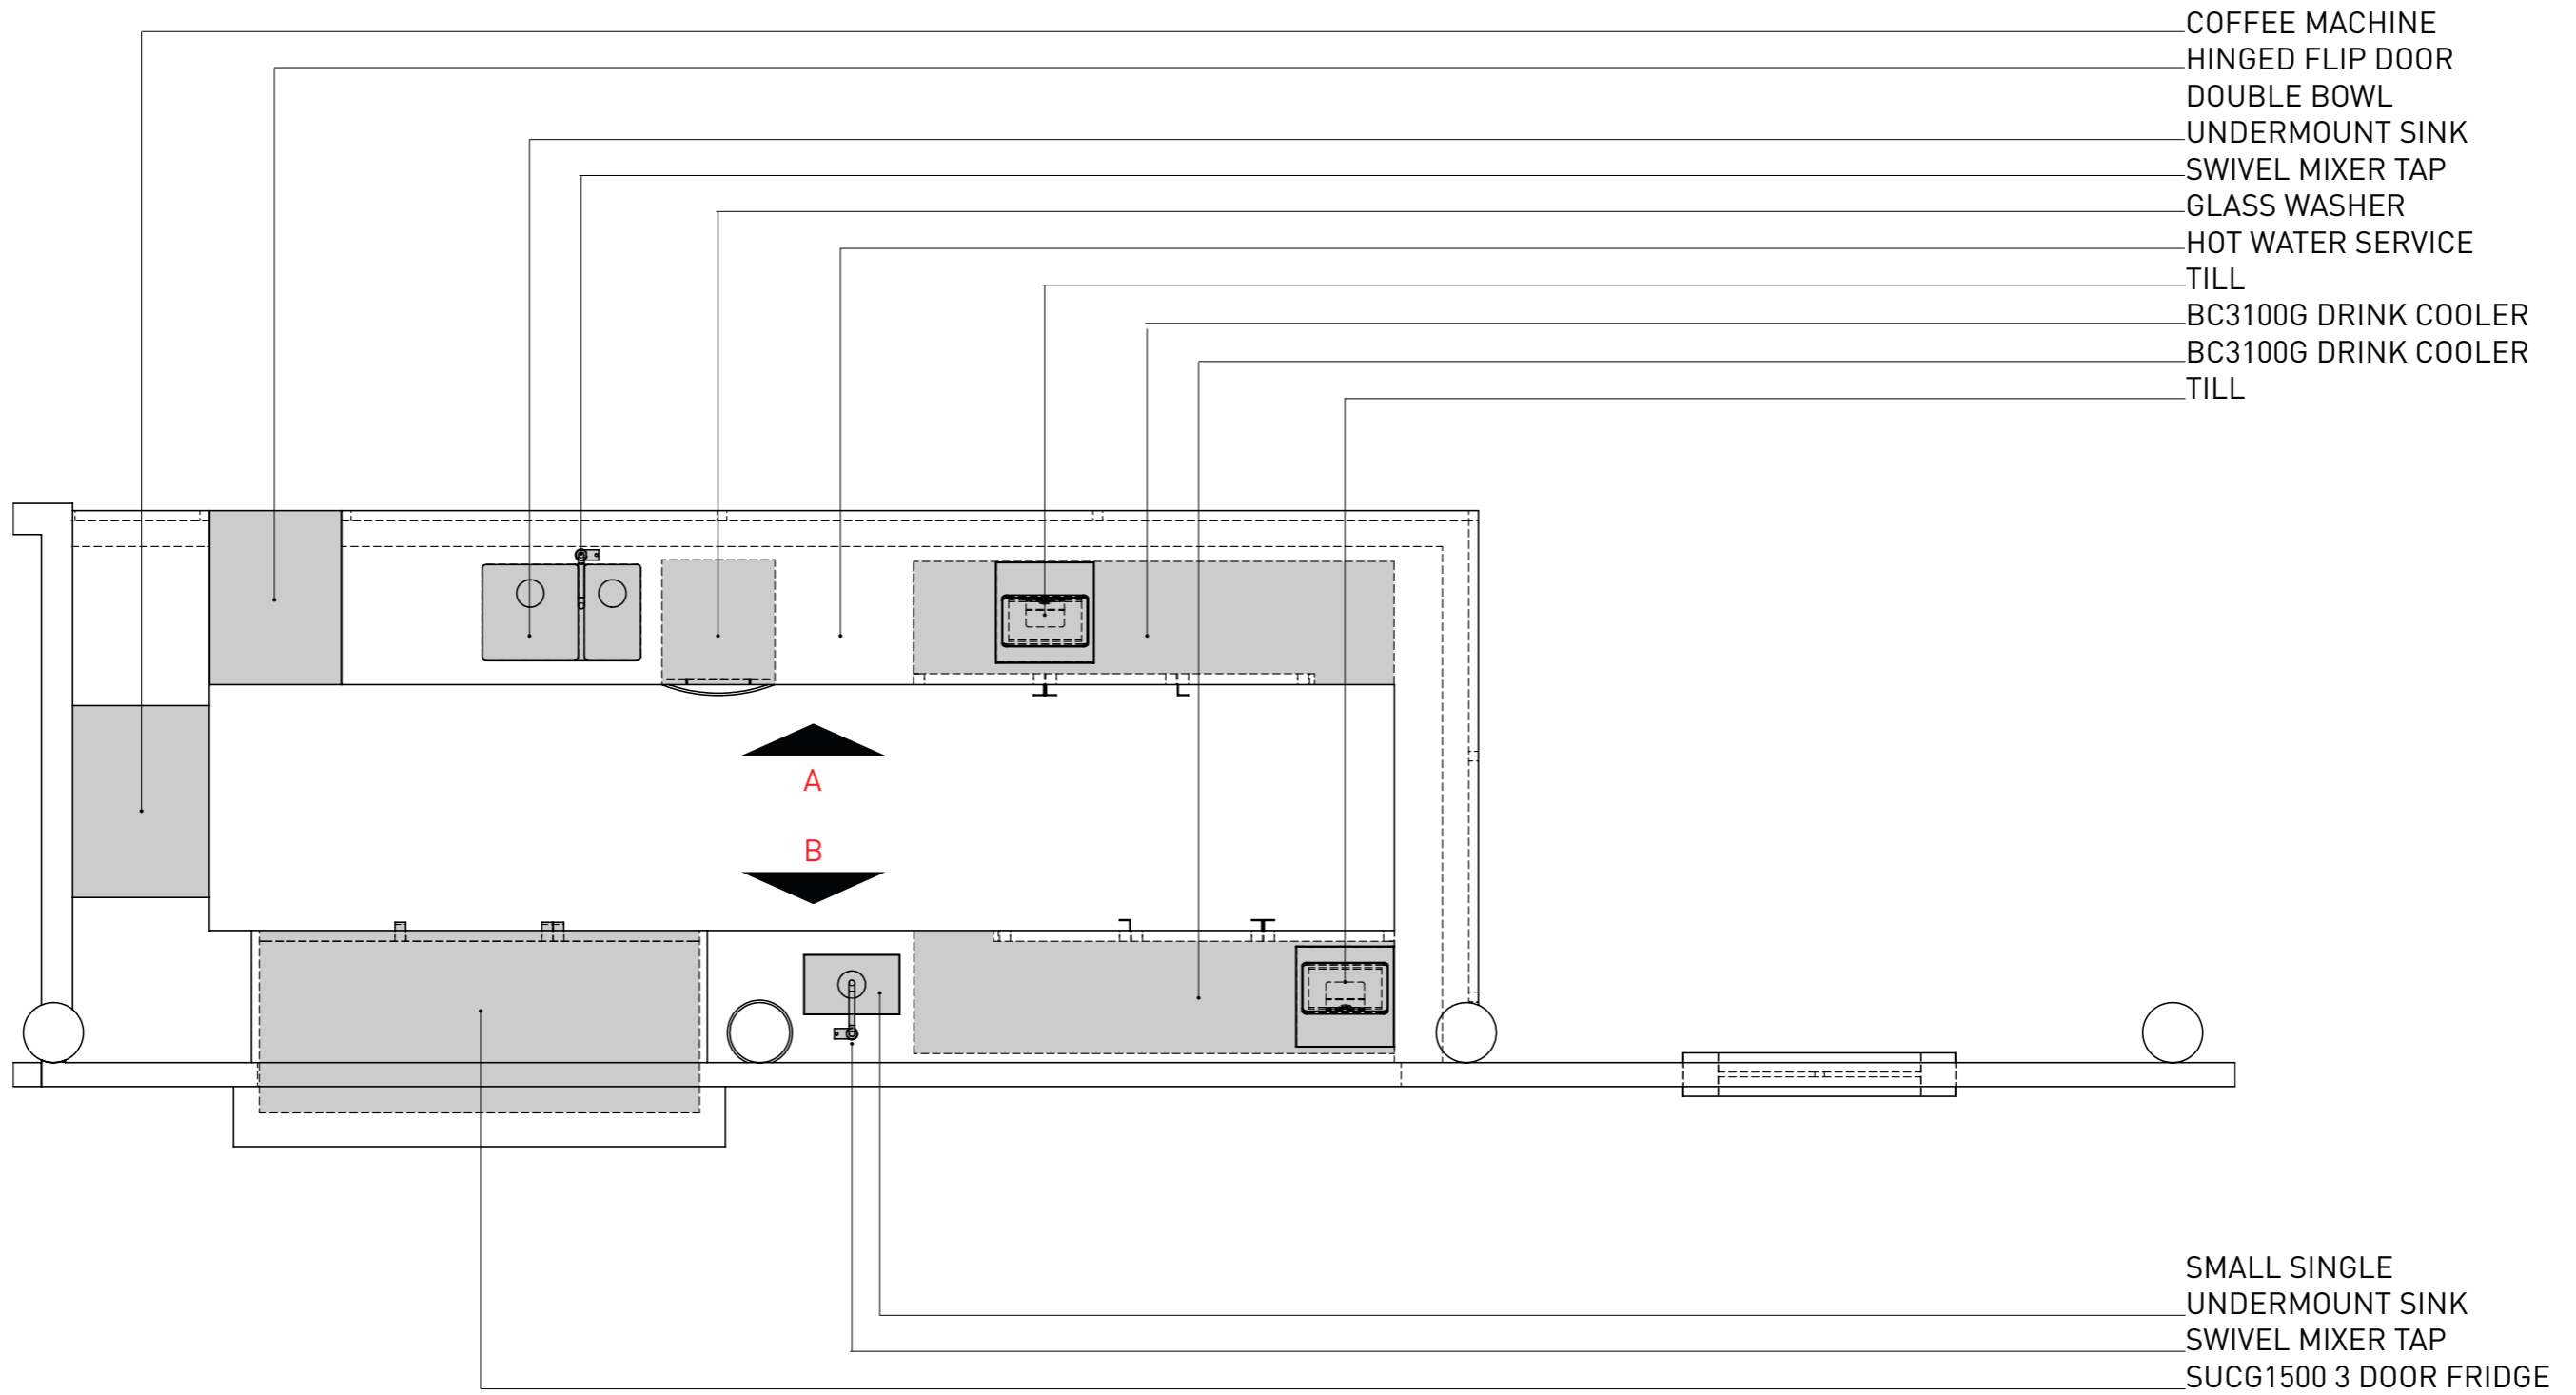 COFFEE MACHINE
HINGED FLIP DOOR
DOUBLE BOWL
UNDERMOUNT SINK
SWIVEL MIXER TAP
GLASS WASHER
HOT WATER SERVICE
TILL
BC3100G DRINK COOLER
BC3100G DRINK COOLER
TILL
A
B
SMALL SINGLE
UNDERMOUNT SINK
SWIVEL MIXER TAP
SUCG1500 3 DOOR FRIDGE